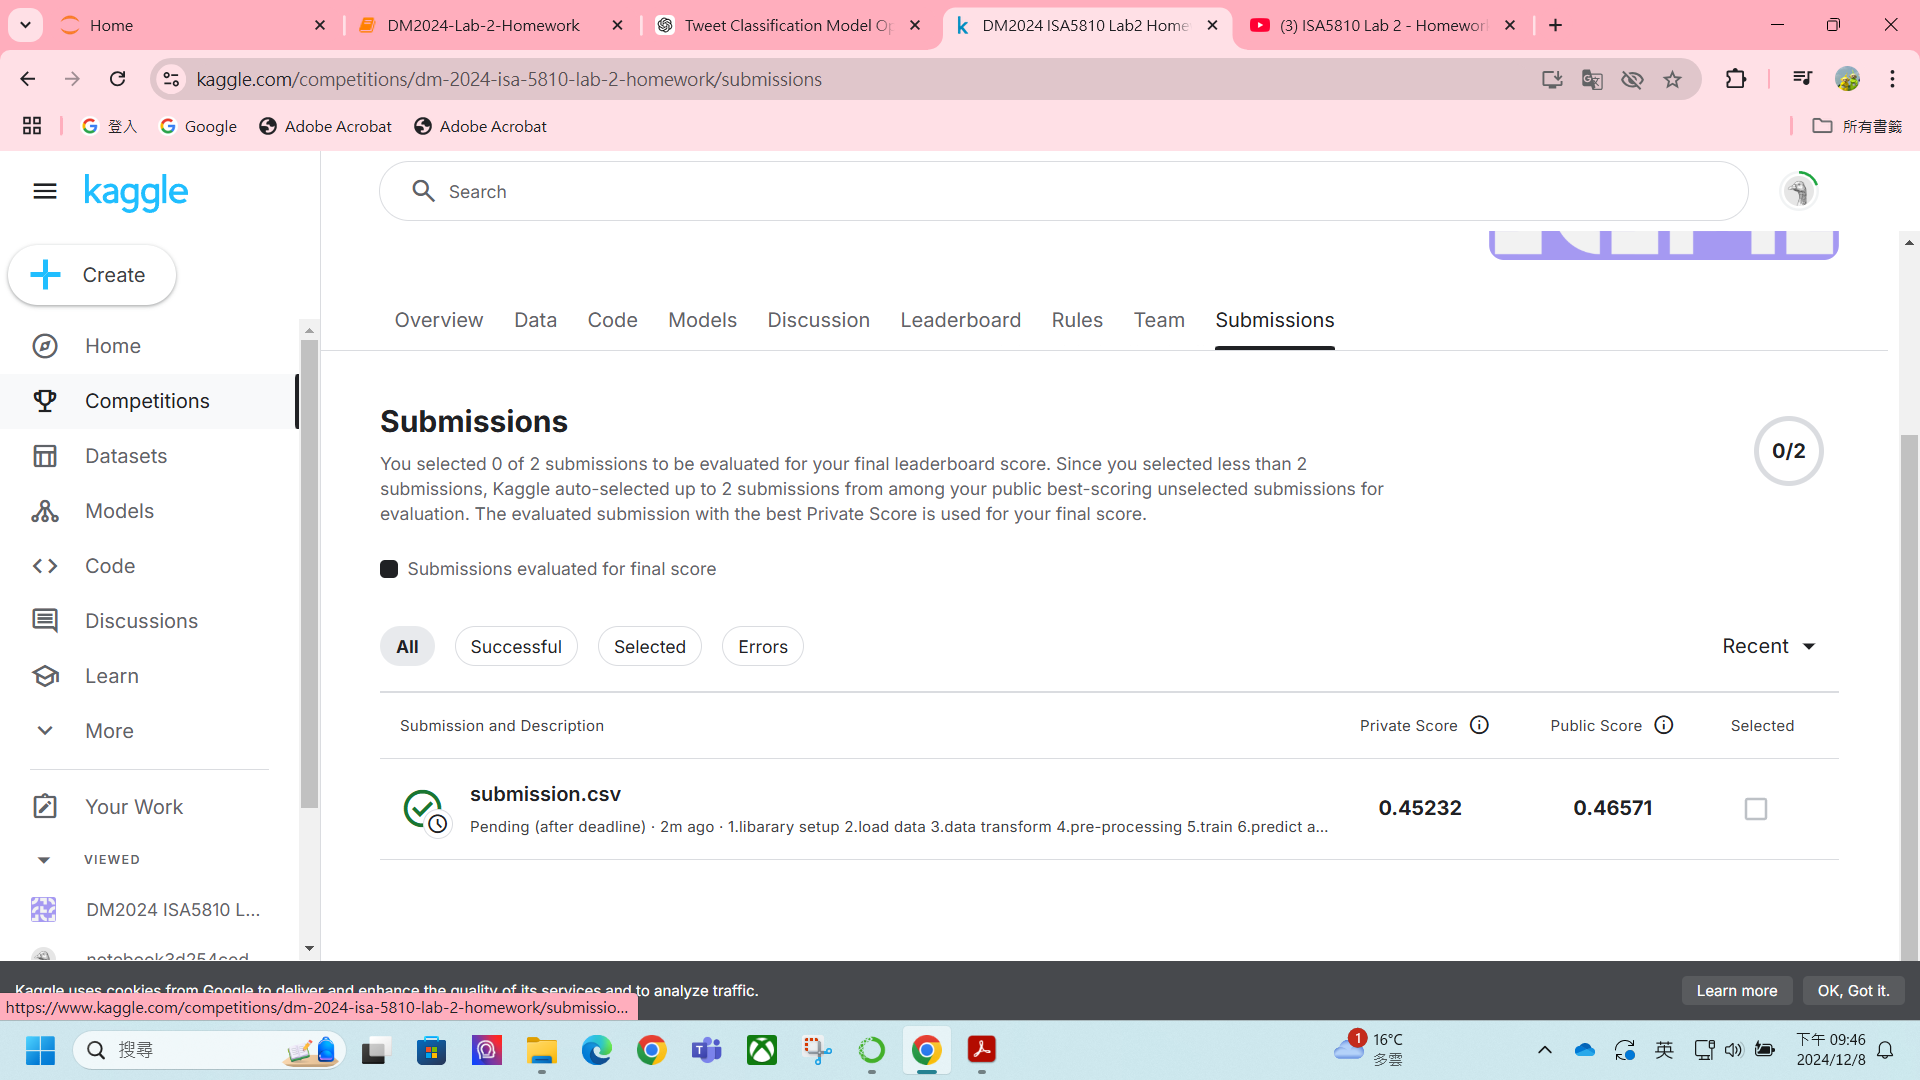 Home
DM2024-Lab-2-Homework
Tweet Classification Model Op
DM2024 ISA5810 Lab2 Home
(3) ISA5810 Lab 2 - Homework
kaggle.com/competitions/dm-2024-isa-5810-lab-2-homework/submissions
登入
Google
Adobe Acrobat
Adobe Acrobat
所有書籤
kaggle
Search
Create
Home
Competitions
Datasets
Models
Code
Discussions
Learn
More
Your Work
VIEWED
DM2024 ISA5810 L...
notebook3d254ced
Overview
Data
Code
Models
Discussion
Leaderboard
Rules
Team
Submissions
Submissions
0/2
You selected 0 of 2 submissions to be evaluated for your final leaderboard score. Since you selected less than 2
submissions, Kaggle auto-selected up to 2 submissions from among your public best-scoring unselected submissions for
evaluation. The evaluated submission with the best Private Score is used for your final score.
Submissions evaluated for final score
All
Successful
Selected
Errors
Recent
Submission and Description
Private Score
Public Score
Selected
submission.csv
0.45232
0.46571
Pending (after deadline) · 2m ago · 1.libarary setup 2.load data 3.data transform 4.pre-processing 5.train 6.predict a...
Kaggle uses cookies from Google to deliver and enhance the quality of its services and to analyze traffic.
Learn more
OK, Got it.
https://www.kaggle.com/competitions/dm-2024-isa-5810-lab-2-homework/submissio...
搜尋
1
16°C
多雲
英
下午 09:46
2024/12/8